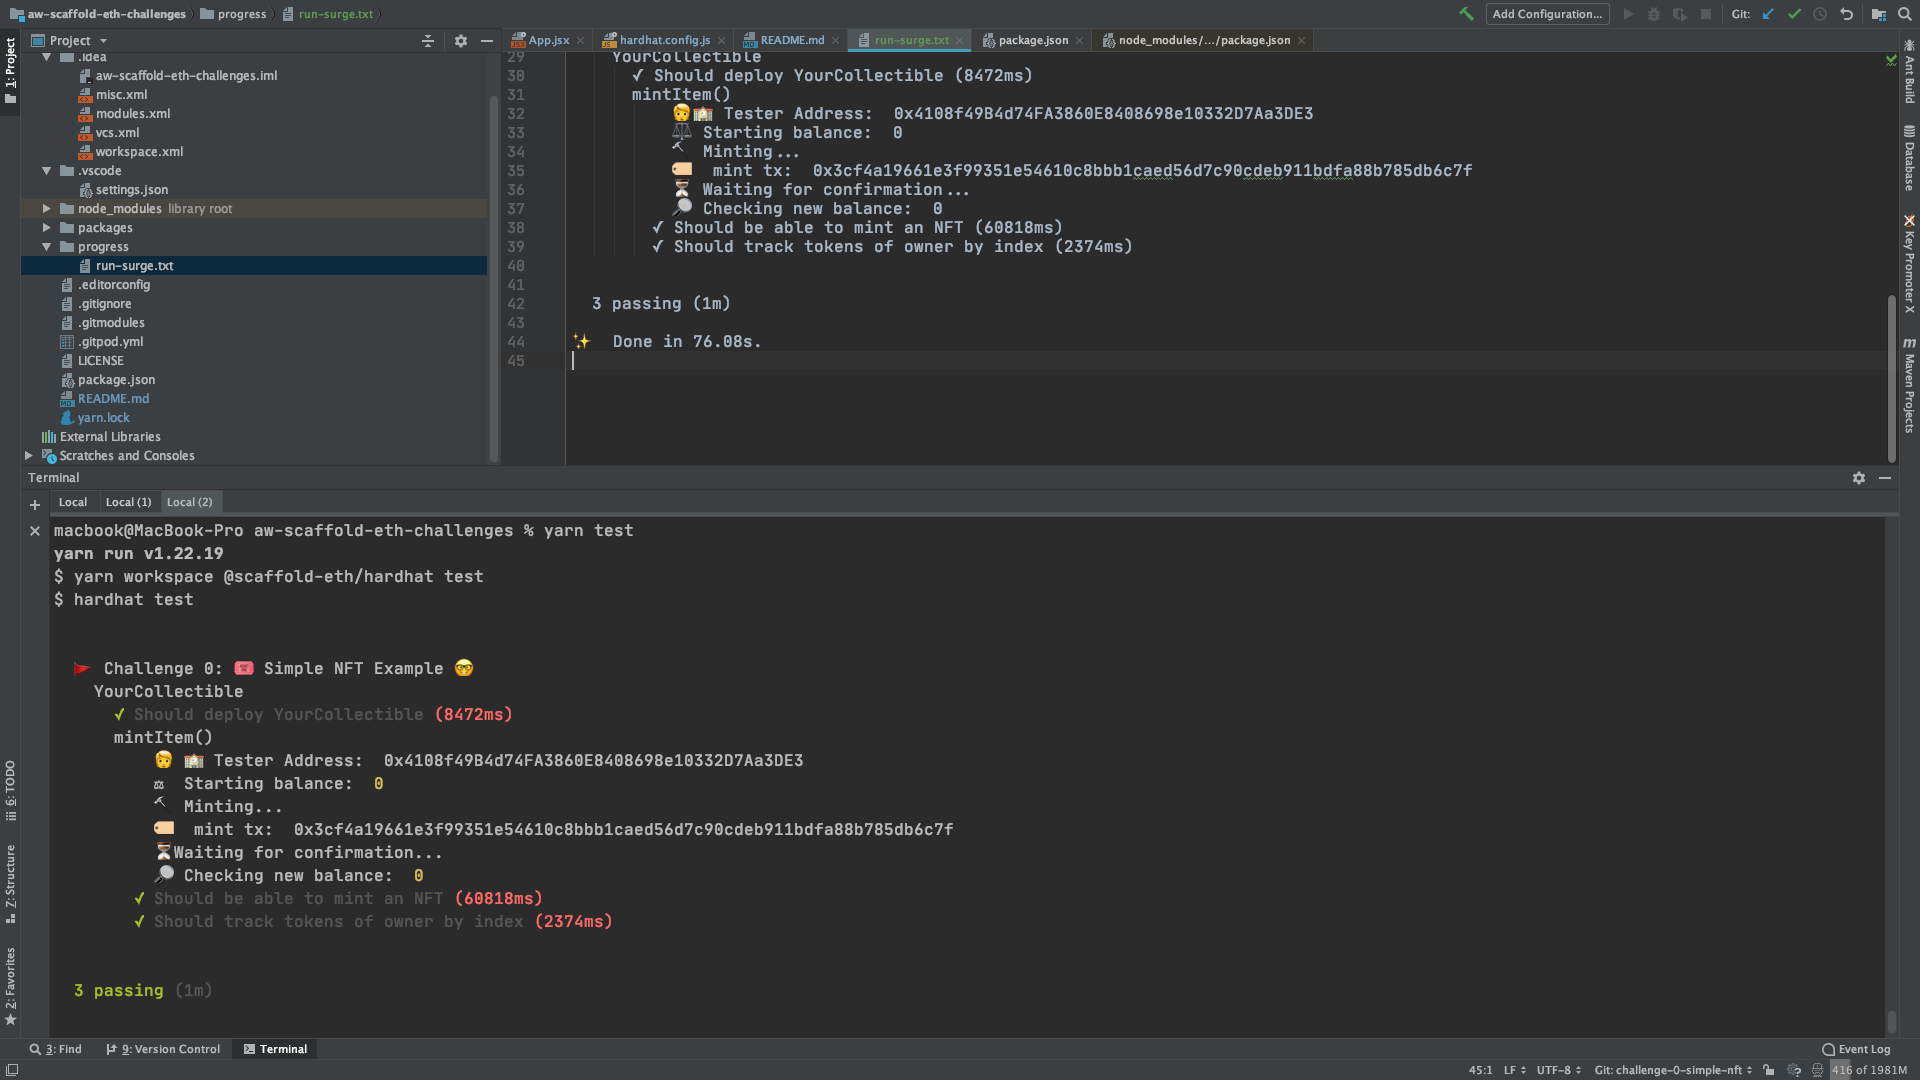 aw-scaffold-eth-challenges progress run-surge.txt
Add Configuration... Git:
1: Project
Project
.idea
aw-scaffold-eth-challenges.iml
misc.xml
modules.xml
vcs.xml
workspace.xml
.vscode
settings.json
node_modules library root
packages
progress
run-surge.txt
.editorconfig
.gitignore
.gitmodules
.gitpod.yml
LICENSE
package.json
README.md
yarn.lock
External Libraries
Scratches and Consoles
App.jsx hardhat.config.js README.md run-surge.txt package.json node_modules/.../package.json
29 YourCollectible
30 ✓ Should deploy YourCollectible (8472ms)
31 mintItem()
32 🧑🏫 Tester Address: 0x4108f49B4d74FA3860E8408698e10332D7Aa3DE3
33 ⚖ Starting balance: 0
34 🔨 Minting...
35 🏷 mint tx: 0x3cf4a19661e3f99351e54610c8bbb1caed56d7c90cdeb911bdfa88b785db6c7f
36 ⏳ Waiting for confirmation...
37 🔎 Checking new balance: 0
38 ✓ Should be able to mint an NFT (60818ms)
39 ✓ Should track tokens of owner by index (2374ms)
40
41
42 3 passing (1m)
43
44 ✨ Done in 76.08s.
45
Ant Build
Database
Key Promoter X
Maven Projects
Terminal
Local Local (1) Local (2)
macbook@MacBook-Pro aw-scaffold-eth-challenges % yarn test
yarn run v1.22.19
$ yarn workspace @scaffold-eth/hardhat test
$ hardhat test
🚩 Challenge 0: 🎟 Simple NFT Example 🤓
YourCollectible
✓ Should deploy YourCollectible (8472ms)
mintItem()
🧑 🏫 Tester Address: 0x4108f49B4d74FA3860E8408698e10332D7Aa3DE3
⚖ Starting balance: 0
🔨 Minting...
🏷 mint tx: 0x3cf4a19661e3f99351e54610c8bbb1caed56d7c90cdeb911bdfa88b785db6c7f
⏳Waiting for confirmation...
🔎 Checking new balance: 0
✓ Should be able to mint an NFT (60818ms)
✓ Should track tokens of owner by index (2374ms)
3 passing (1m)
6: TODO
7: Structure
2: Favorites
3: Find 9: Version Control Terminal Event Log
45:1 LF UTF-8 Git: challenge-0-simple-nft 416 of 1981M